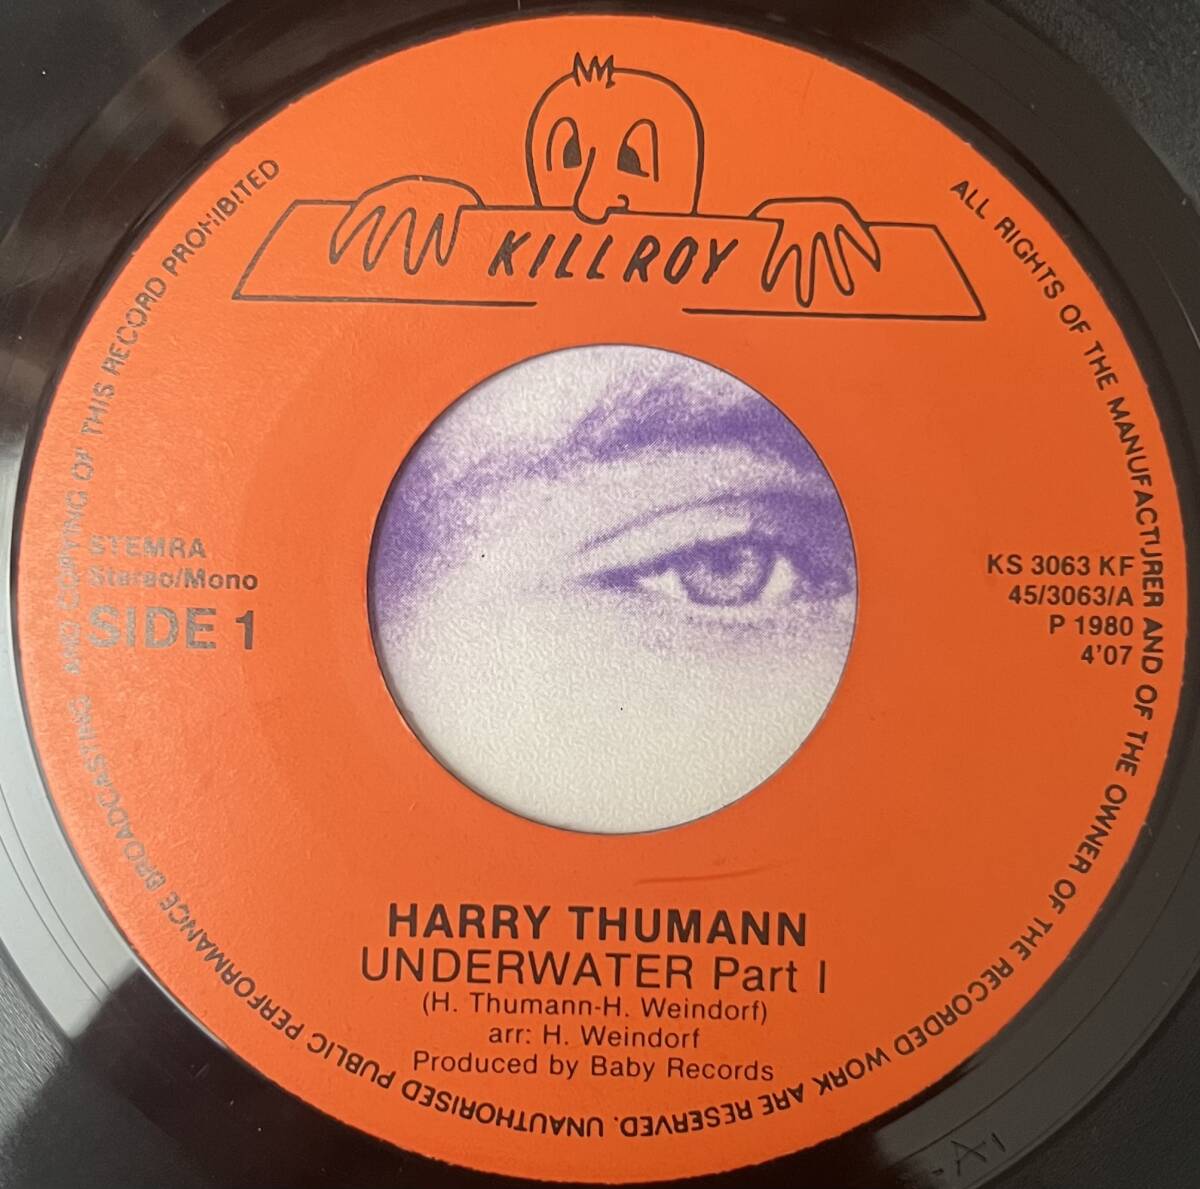 KILLROY
ALL RIGHTS OF THE MANUFACTURER AND OF THE OWNER OF THE RECORDED WORK ARE RESERVED. UNAUTHORISED PUBLIC PERFORMANCE BROADCASTING AND COPYING OF THIS RECORD PROHIBITED
STEMRA
Stereo/Mono
SIDE 1
KS 3063 KF
45/3063/A
P 1980
4'07
HARRY THUMANN
UNDERWATER Part I
(H. Thumann-H. Weindorf)
arr: H. Weindorf
Produced by Baby Records